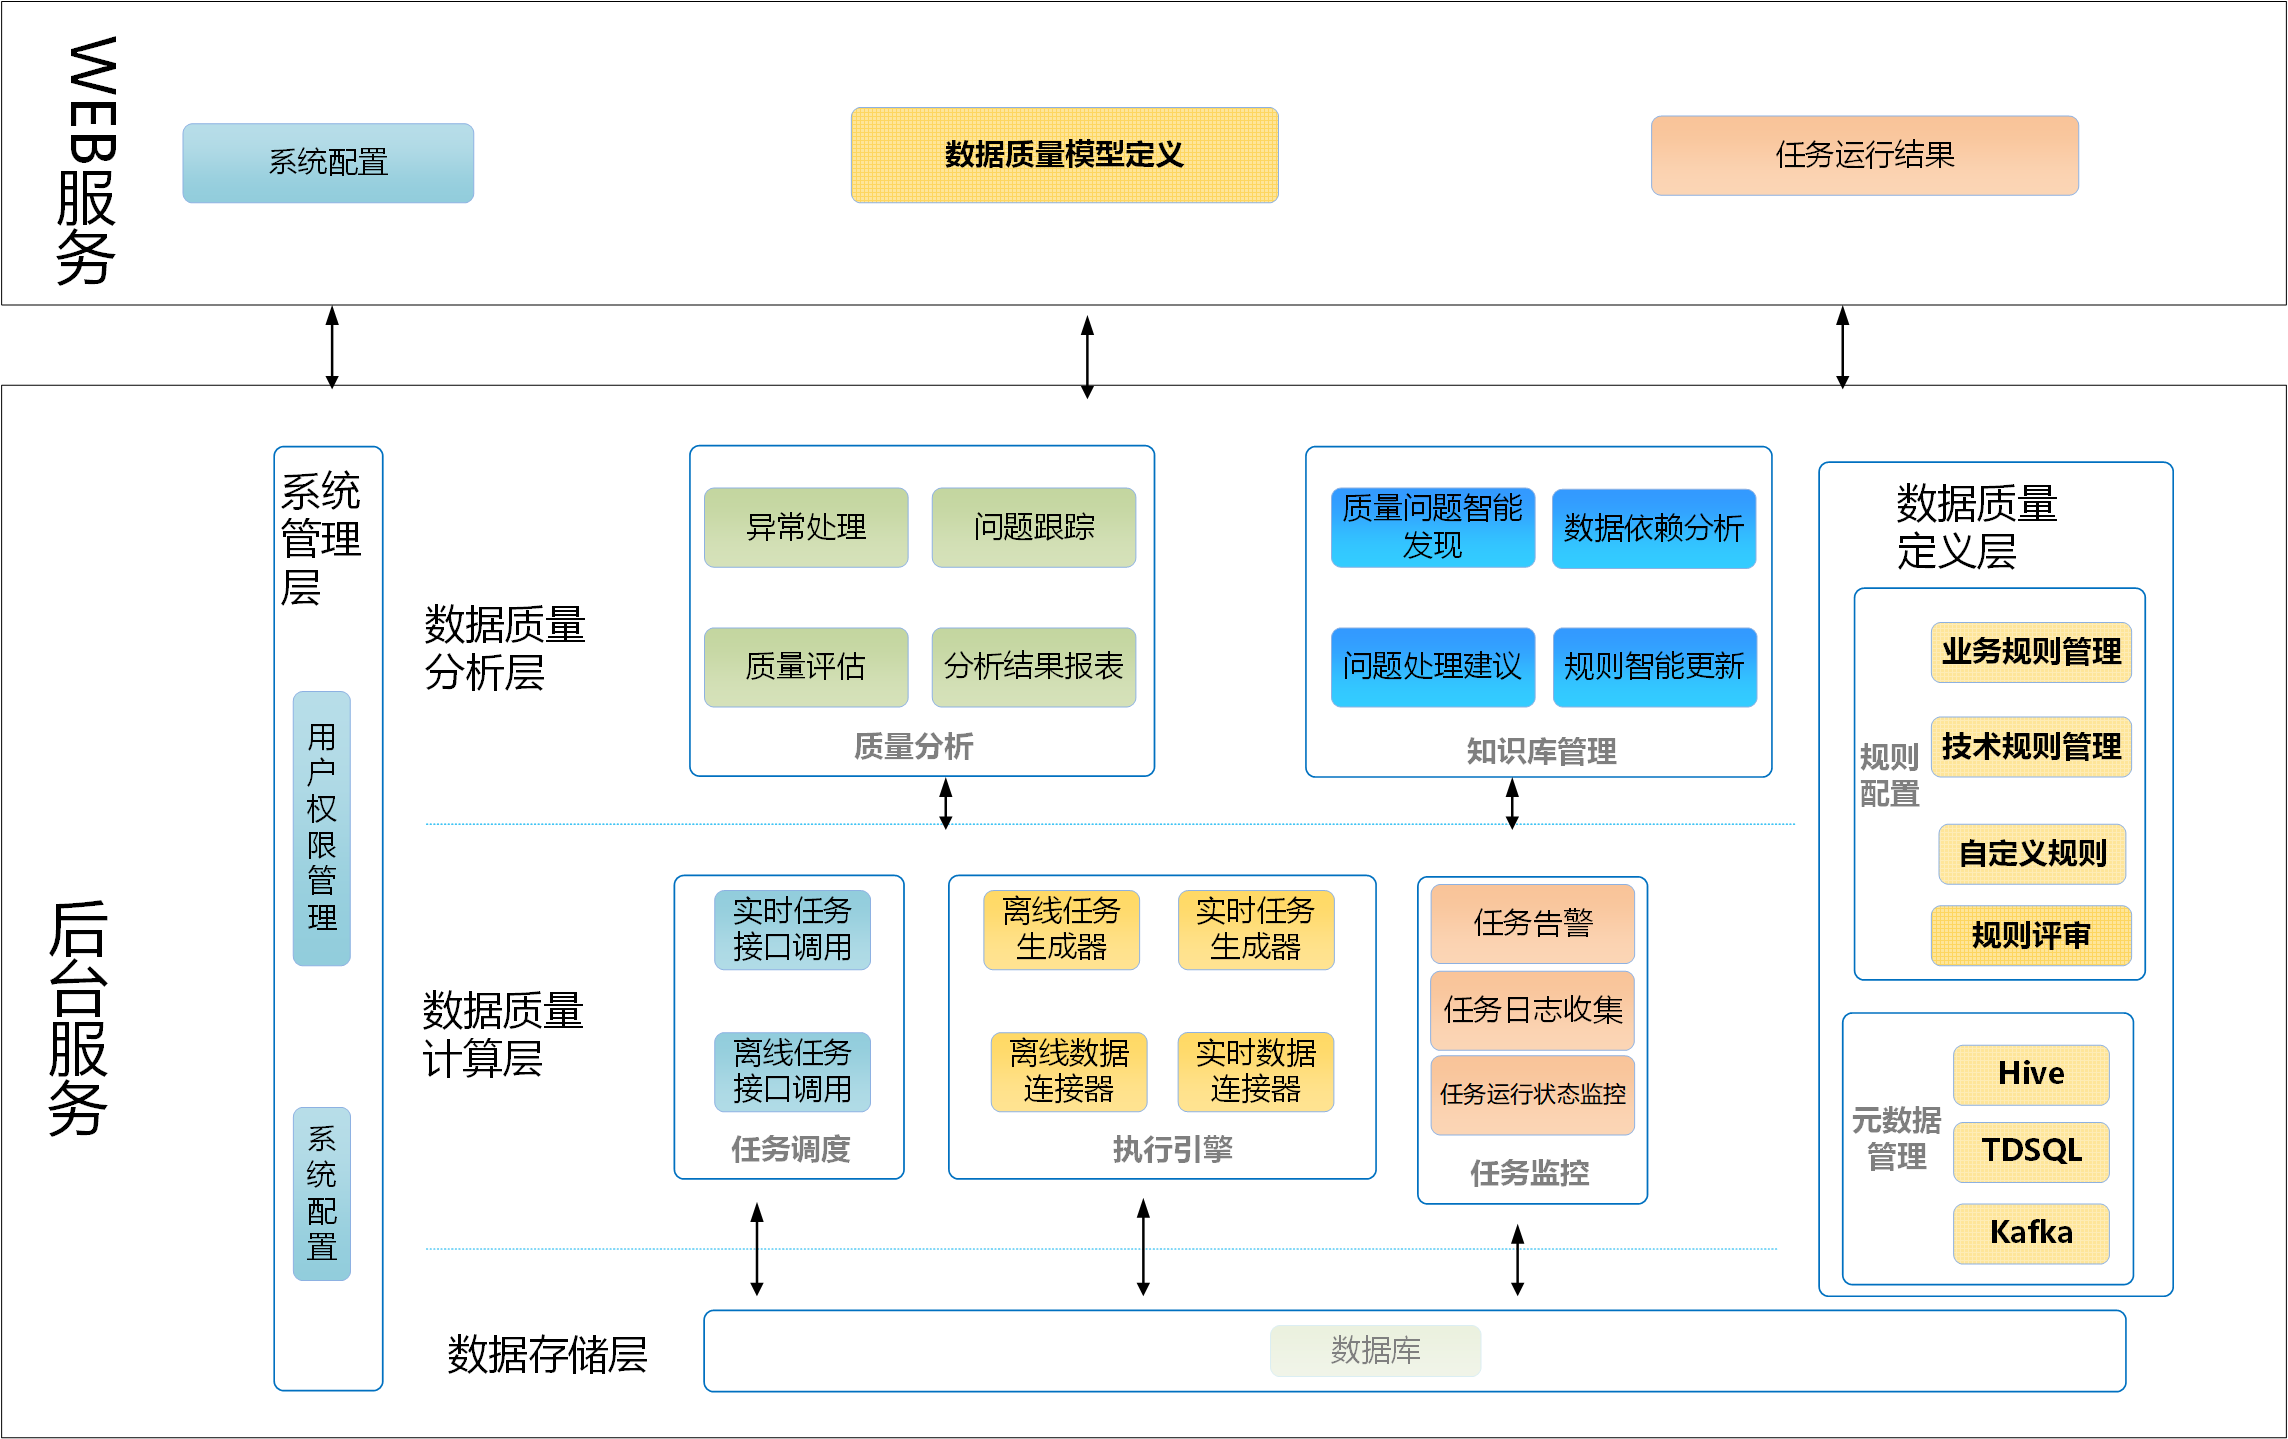 WEB服务
系统配置
数据质量模型定义
任务运行结果
后台服务
系统
管理
层
用户权限管理
系统配置
数据质量
分析层
异常处理
问题跟踪
质量评估
分析结果报表
质量分析
质量问题智能
发现
数据依赖分析
问题处理建议
规则智能更新
知识库管理
数据质量
计算层
实时任务
接口调用
离线任务
接口调用
任务调度
离线任务
生成器
实时任务
生成器
离线数据
连接器
实时数据
连接器
执行引擎
任务告警
任务日志收集
任务运行状态监控
任务监控
数据质量
定义层
规则
配置
业务规则管理
技术规则管理
自定义规则
规则评审
元数据
管理
Hive
TDSQL
Kafka
数据存储层
数据库